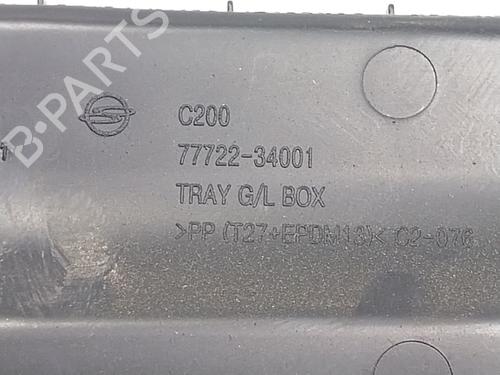 B-PARTS
C200
77722-34001
TRAY G/L BOX
>PP (T27+EPDM13)< C2-076